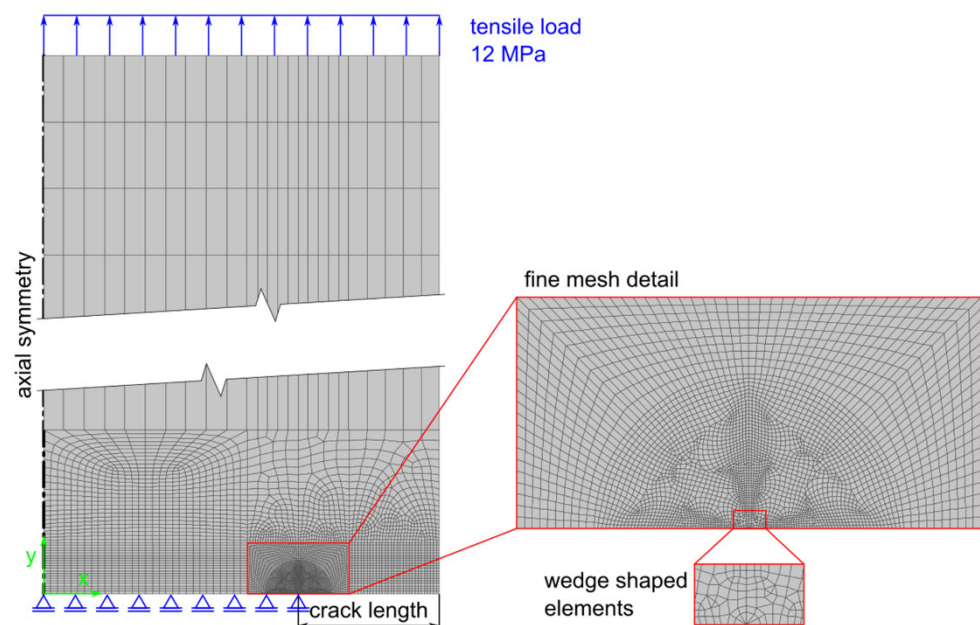 tensile load
12 MPa
axial symmetry
fine mesh detail
y
x
crack length
wedge shaped
elements